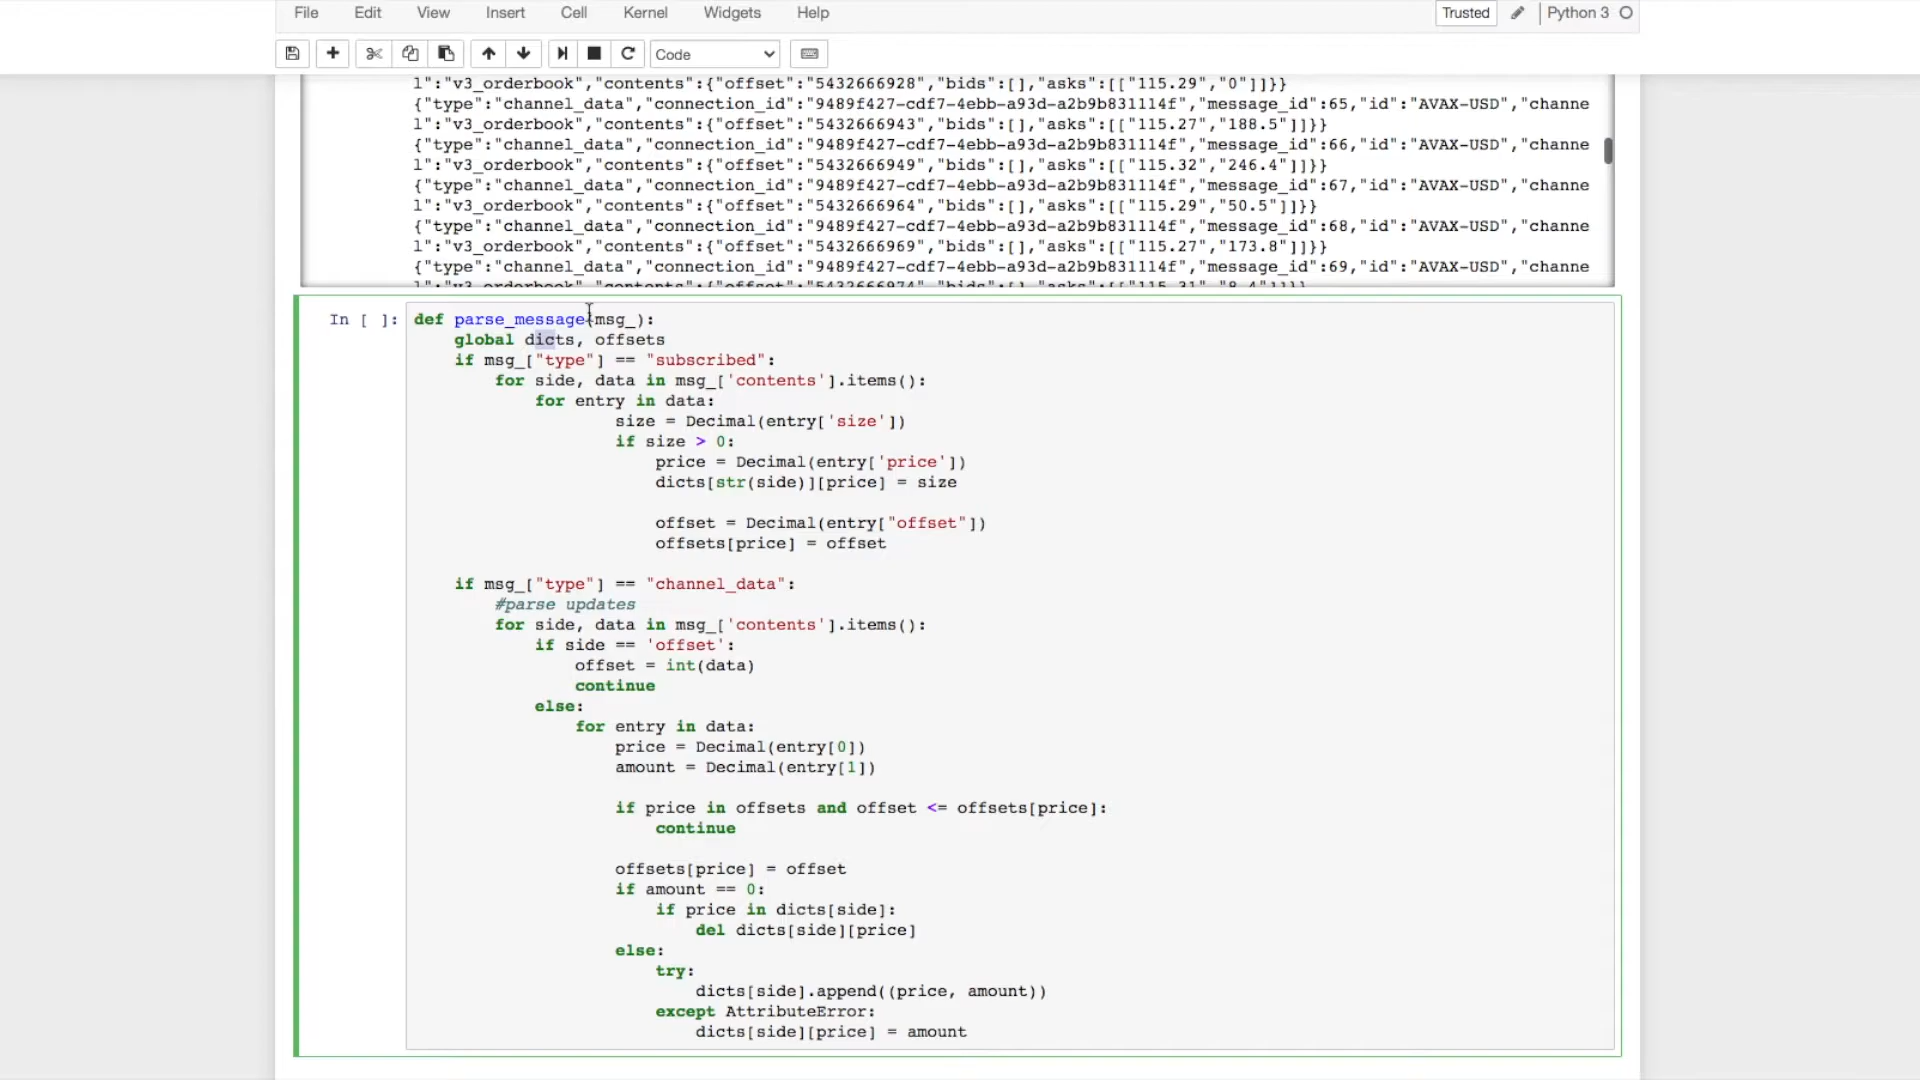 File Edit View Insert Cell Kernel Widgets Help Trusted Python 3
Code
l":"v3_orderbook","contents":{"offset":"5432666928","bids":[],"asks":[["115.29","0"]]}}
{"type":"channel_data","connection_id":"9489f427-cdf7-4ebb-a93d-a2b9b831114f","message_id":65,"id":"AVAX-USD","channe
l":"v3_orderbook","contents":{"offset":"5432666943","bids":[],"asks":[["115.27","188.5"]]}}
{"type":"channel_data","connection_id":"9489f427-cdf7-4ebb-a93d-a2b9b831114f","message_id":66,"id":"AVAX-USD","channe
l":"v3_orderbook","contents":{"offset":"5432666949","bids":[],"asks":[["115.32","246.4"]]}}
{"type":"channel_data","connection_id":"9489f427-cdf7-4ebb-a93d-a2b9b831114f","message_id":67,"id":"AVAX-USD","channe
l":"v3_orderbook","contents":{"offset":"5432666964","bids":[],"asks":[["115.29","50.5"]]}}
{"type":"channel_data","connection_id":"9489f427-cdf7-4ebb-a93d-a2b9b831114f","message_id":68,"id":"AVAX-USD","channe
l":"v3_orderbook","contents":{"offset":"5432666969","bids":[],"asks":[["115.27","173.8"]]}}
{"type":"channel_data","connection_id":"9489f427-cdf7-4ebb-a93d-a2b9b831114f","message_id":69,"id":"AVAX-USD","channe
l":"v3_orderbook","contents":{"offset":"5432666974","bids":[],"asks":[["115.31","8.4"]]}}
In [ ]: def parse_message(msg_):
global dicts, offsets
if msg_["type"] == "subscribed":
for side, data in msg_['contents'].items():
for entry in data:
size = Decimal(entry['size'])
if size > 0:
price = Decimal(entry['price'])
dicts[str(side)][price] = size
offset = Decimal(entry["offset"])
offsets[price] = offset
if msg_["type"] == "channel_data":
#parse updates
for side, data in msg_['contents'].items():
if side == 'offset':
offset = int(data)
continue
else:
for entry in data:
price = Decimal(entry[0])
amount = Decimal(entry[1])
if price in offsets and offset <= offsets[price]:
continue
offsets[price] = offset
if amount == 0:
if price in dicts[side]:
del dicts[side][price]
else:
try:
dicts[side].append((price, amount))
except AttributeError:
dicts[side][price] = amount